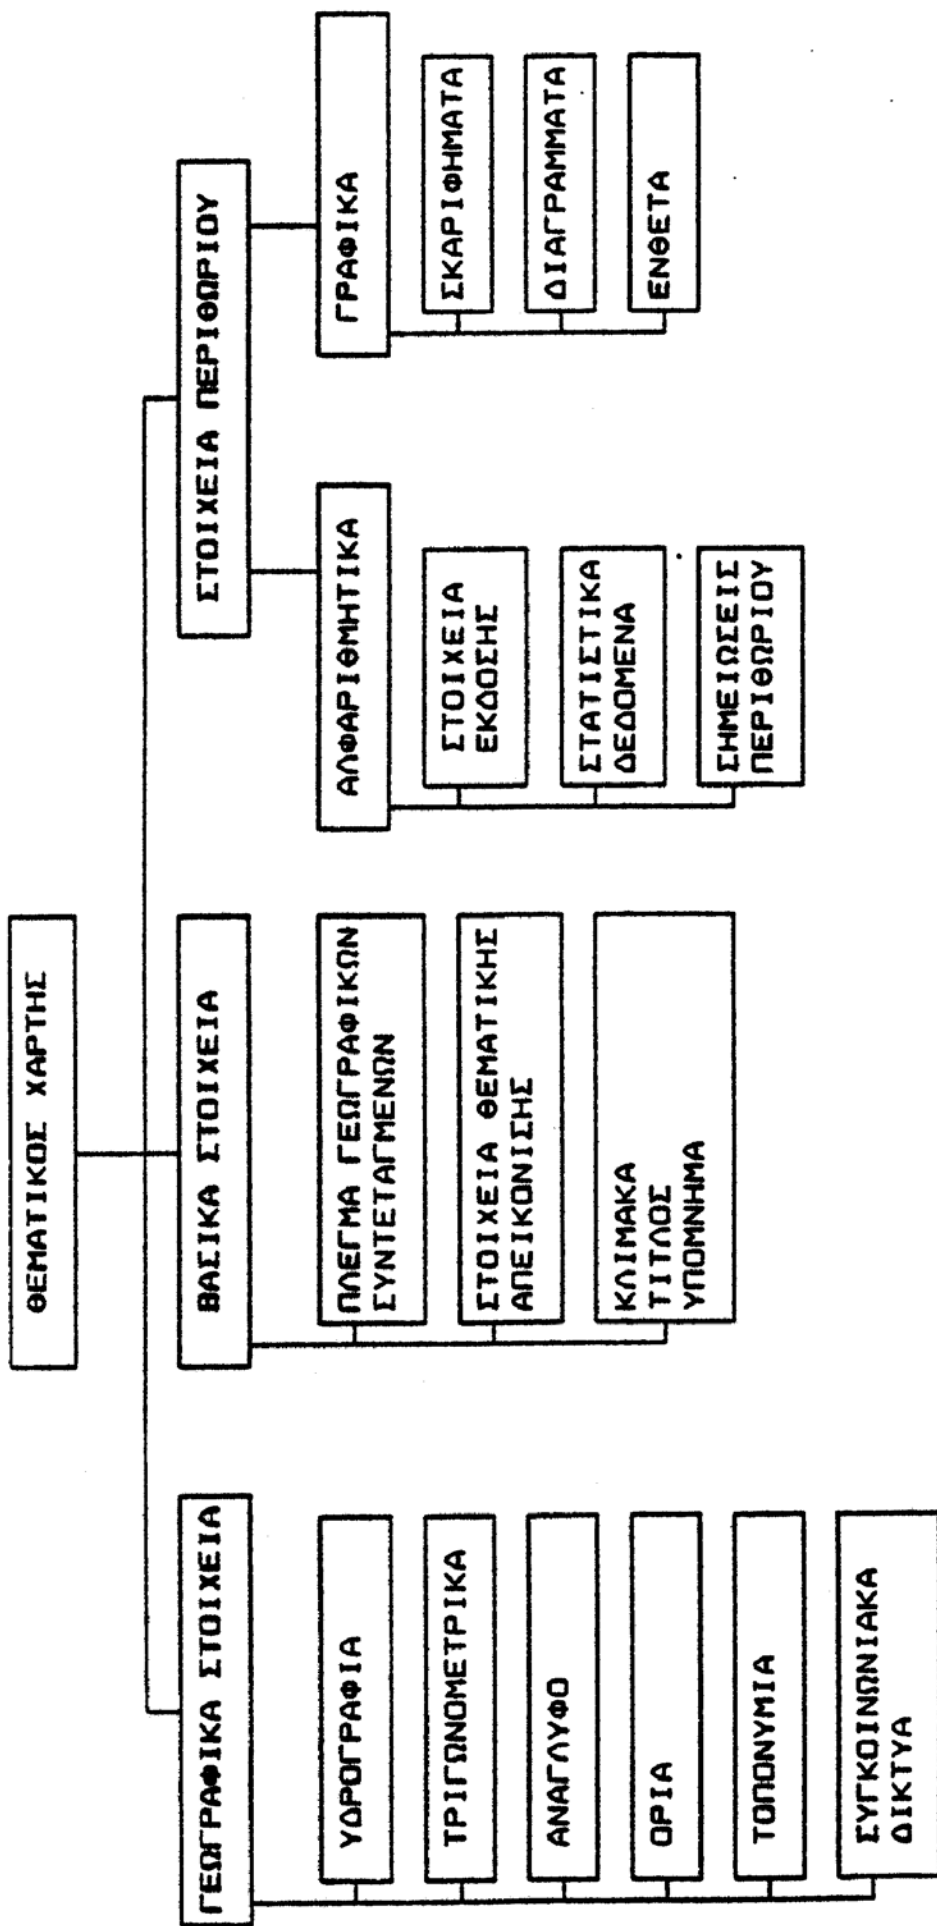 ΘΕΜΑΤΙΚΟΣ ΧΑΡΤΗΣ
ΓΕΩΓΡΑΦΙΚΑ ΣΤΟΙΧΕΙΑ
ΥΔΡΟΓΡΑΦΙΑ
ΤΡΙΓΩΝΟΜΕΤΡΙΚΑ
ΑΝΑΓΛΥΦΟ
ΟΡΙΑ
ΤΟΠΟΝΥΜΙΑ
ΣΥΓΚΟΙΝΩΝΙΑΚΑ
ΔΙΚΤΥΑ
ΒΑΣΙΚΑ ΣΤΟΙΧΕΙΑ
ΠΛΕΓΜΑ ΓΕΩΓΡΑΦΙΚΩΝ
ΣΥΝΤΕΤΑΓΜΕΝΩΝ
ΣΤΟΙΧΕΙΑ ΘΕΜΑΤΙΚΗΣ
ΑΠΕΙΚΟΝΙΣΗΣ
ΚΛΙΜΑΚΑ
ΤΙΤΛΟΣ
ΥΠΟΜΝΗΜΑ
ΣΤΟΙΧΕΙΑ ΠΕΡΙΘΩΡΙΟΥ
ΑΛΦΑΡΙΘΜΗΤΙΚΑ
ΣΤΟΙΧΕΙΑ
ΕΚΔΟΣΗΣ
ΣΤΑΤΙΣΤΙΚΑ
ΔΕΔΟΜΕΝΑ
ΣΗΜΕΙΩΣΕΙΣ
ΠΕΡΙΘΩΡΙΟΥ
ΓΡΑΦΙΚΑ
ΣΚΑΡΙΦΗΜΑΤΑ
ΔΙΑΓΡΑΜΜΑΤΑ
ΕΝΘΕΤΑ